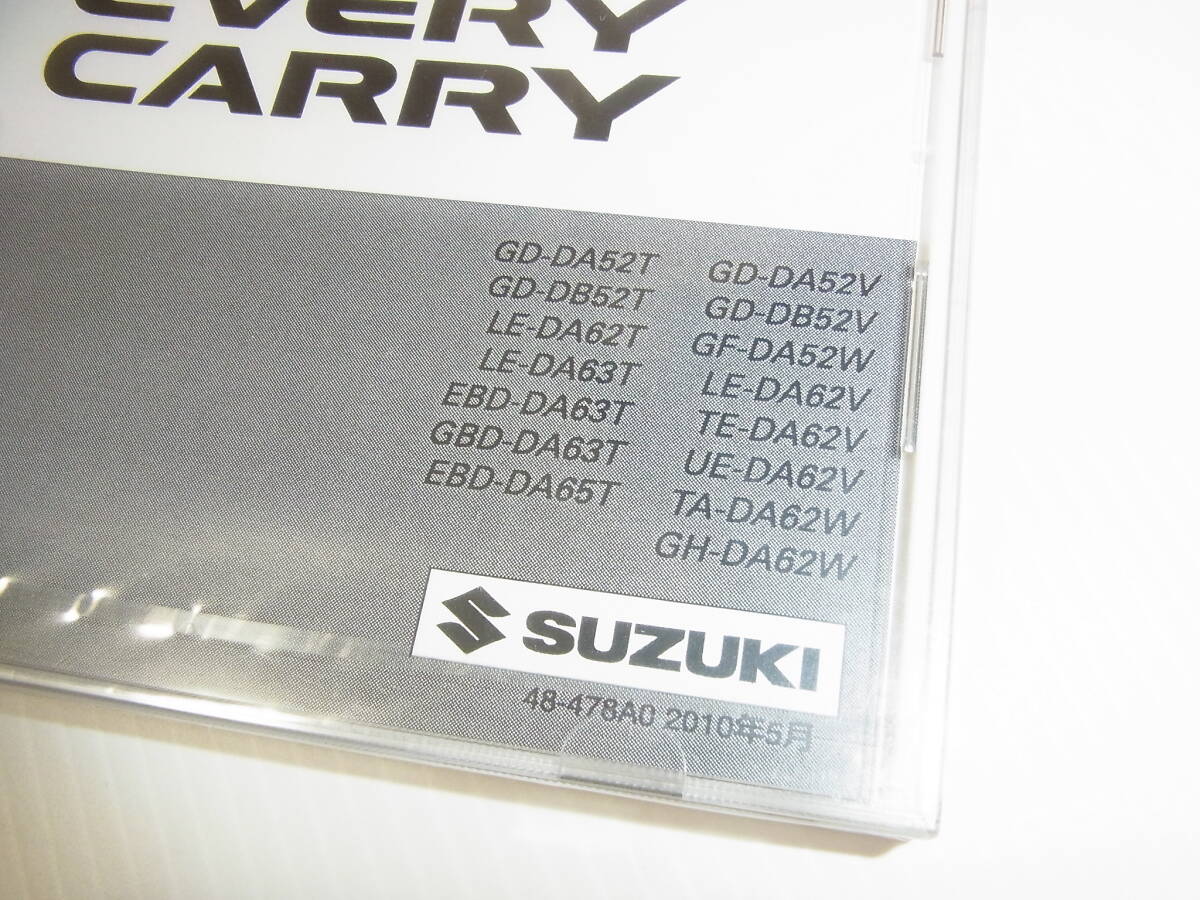 EVERY
CARRY
GD-DA52T
GD-DB52T
LE-DA62T
LE-DA63T
EBD-DA63T
GBD-DA63T
EBD-DA65T
GD-DA52V
GD-DB52V
GF-DA52W
LE-DA62V
TE-DA62V
UE-DA62V
TA-DA62W
GH-DA62W
SUZUKI
48-478A0 2010年5月